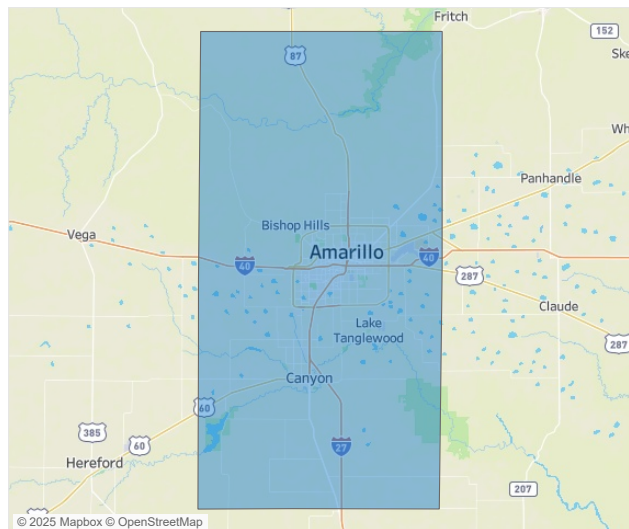 Fritch
152
Ske
87
Wh
Panhandle
Bishop Hills
Vega
Amarillo
40
40
287
Claude
Lake
Tanglewood
287
Canyon
60
385
60
27
Hereford
207
© 2025 Mapbox © OpenStreetMap